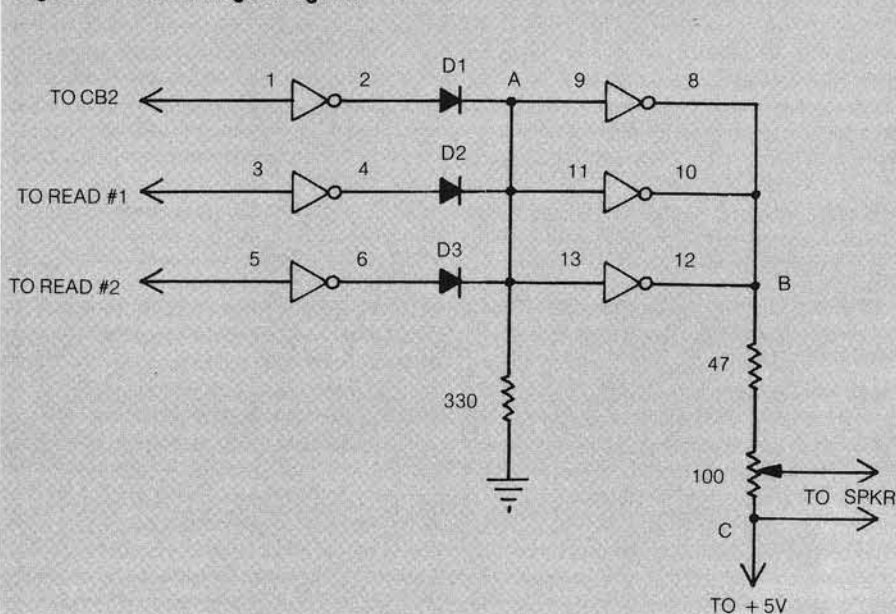 D1 A
1 2 9 8
TO CB2
D2
3 4 11 10
TO READ #1
D3
5 6 13 12
TO READ #2
B
47
330
100
TO SPKR
C
TO +5V